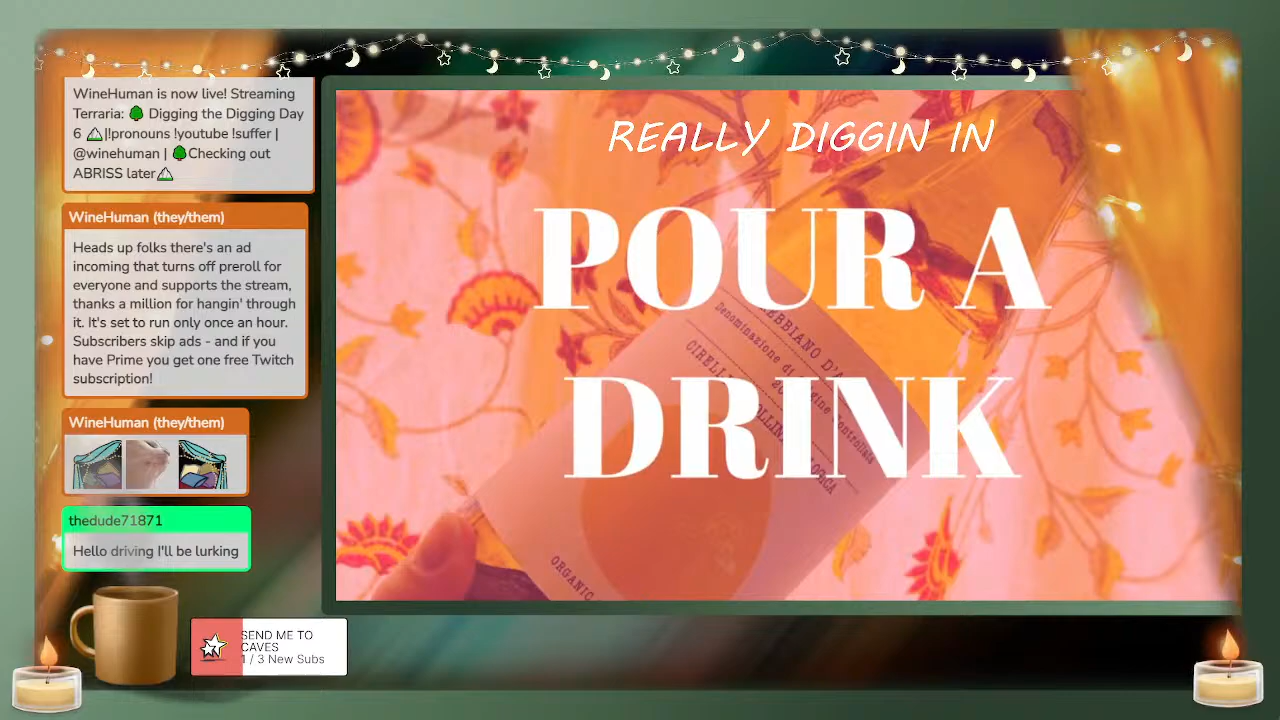 WineHuman is now live! Streaming
Terraria: 🌳 Digging the Digging Day
6 🏔|!pronouns !youtube !suffer |
@winehuman | 🌳Checking out
ABRISS later🏔
WineHuman (they/them)
Heads up folks there's an ad
incoming that turns off preroll for
everyone and supports the stream,
thanks a million for hangin' through
it. It's set to run only once an hour.
Subscribers skip ads - and if you
have Prime you get one free Twitch
subscription!
WineHuman (they/them)
thedude71871
Hello driving I'll be lurking
SEND ME TO
CAVES
1 / 3 New Subs
REALLY DIGGIN IN
POUR A
DRINK
Denominazione di Origine Controllata
ORGANIC